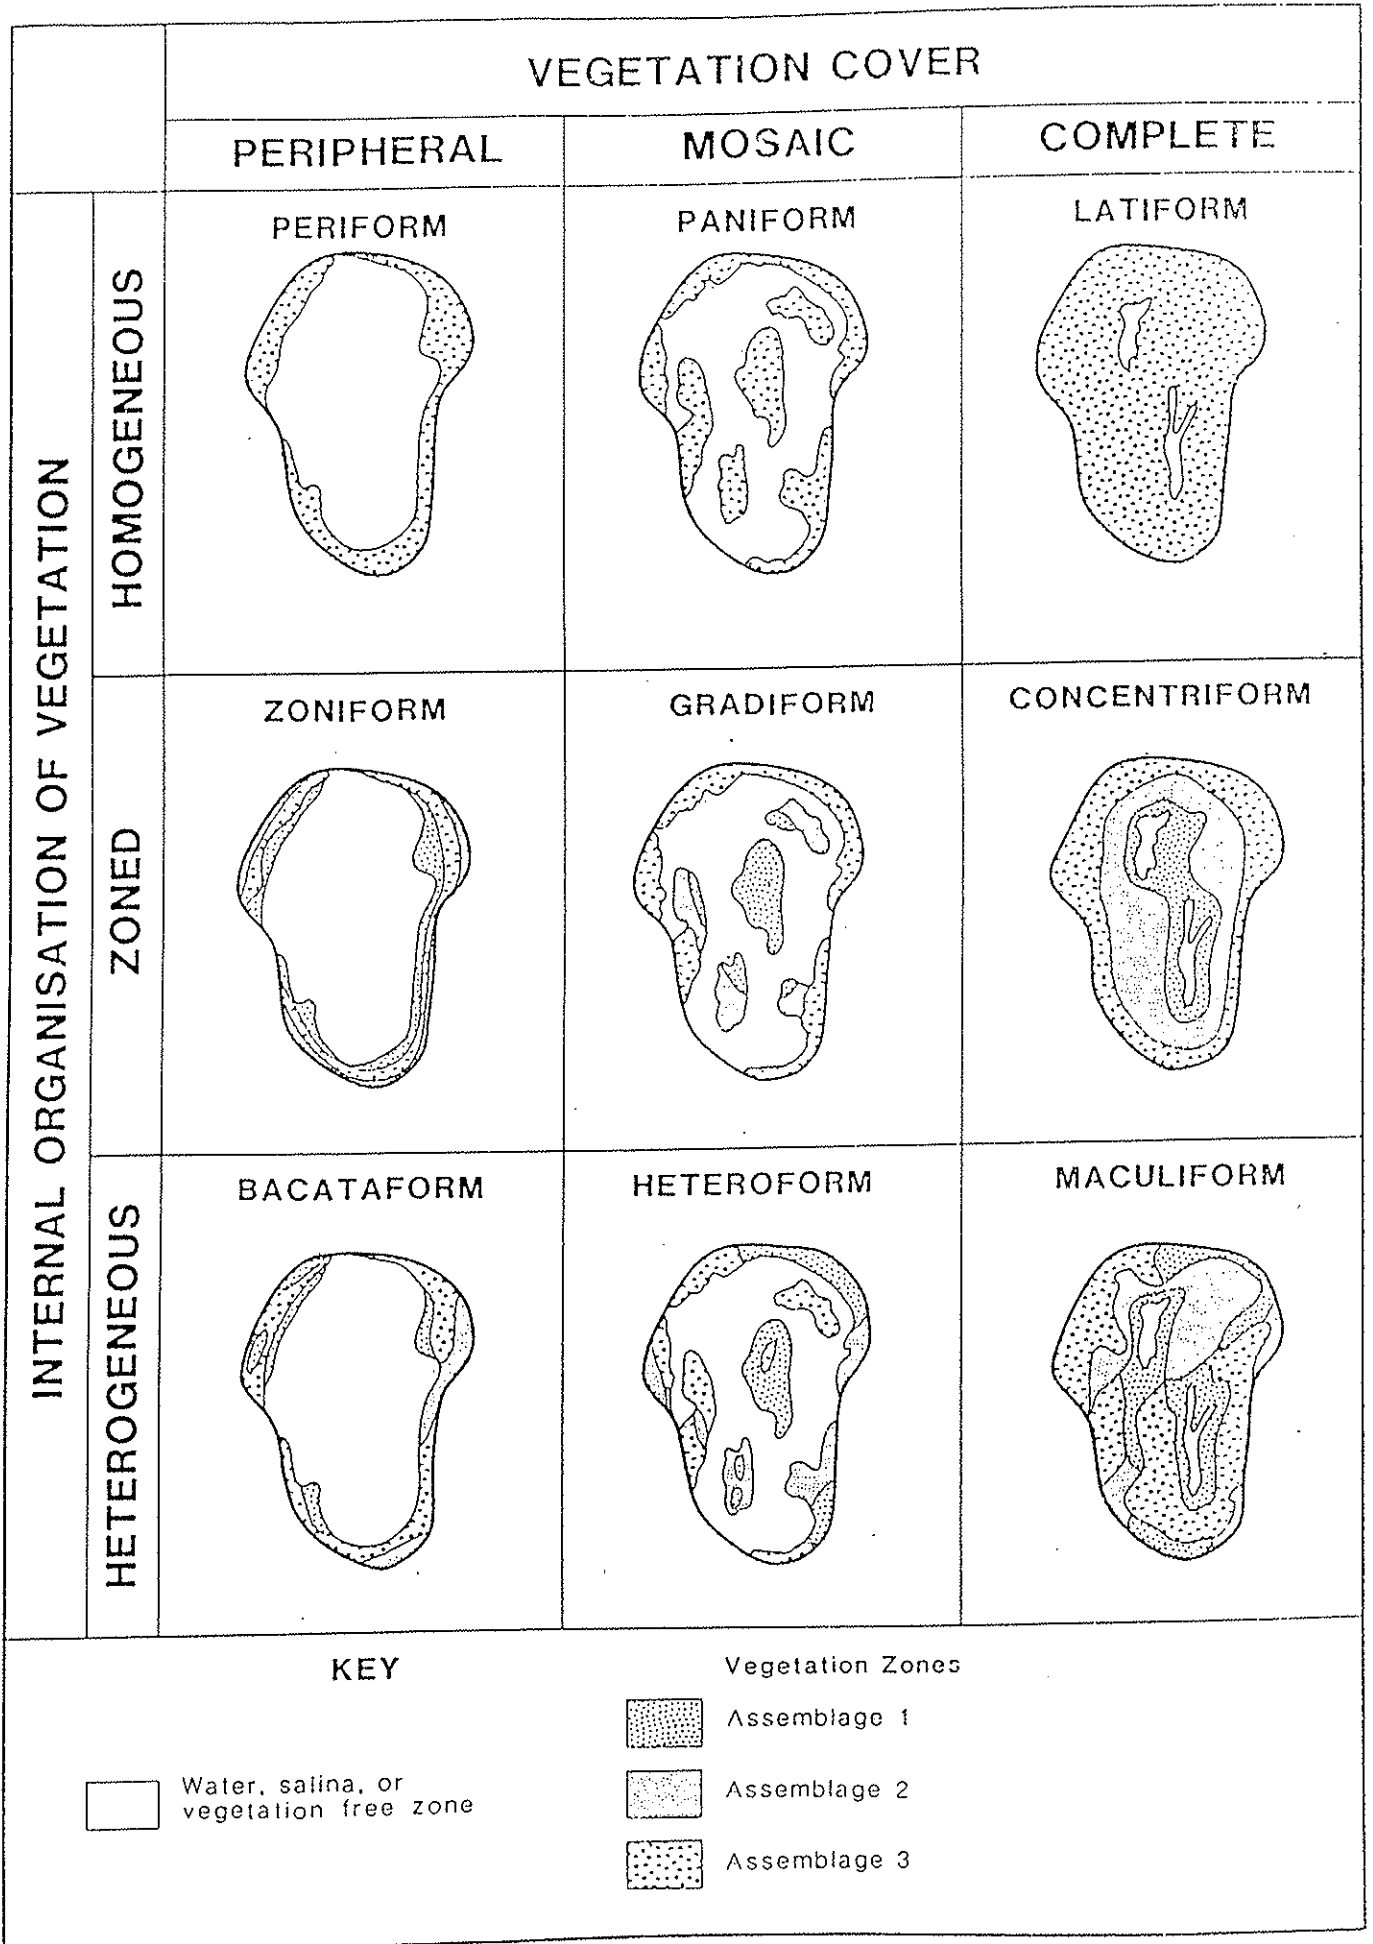 VEGETATION COVER
PERIPHERAL
MOSAIC
COMPLETE
INTERNAL ORGANISATION OF VEGETATION
HOMOGENEOUS
PERIFORM
PANIFORM
LATIFORM
ZONED
ZONIFORM
GRADIFORM
CONCENTRIFORM
HETEROGENEOUS
BACATAFORM
HETEROFORM
MACULIFORM
KEY
Water, salina, or
vegetation free zone
Vegetation Zones
Assemblage 1
Assemblage 2
Assemblage 3